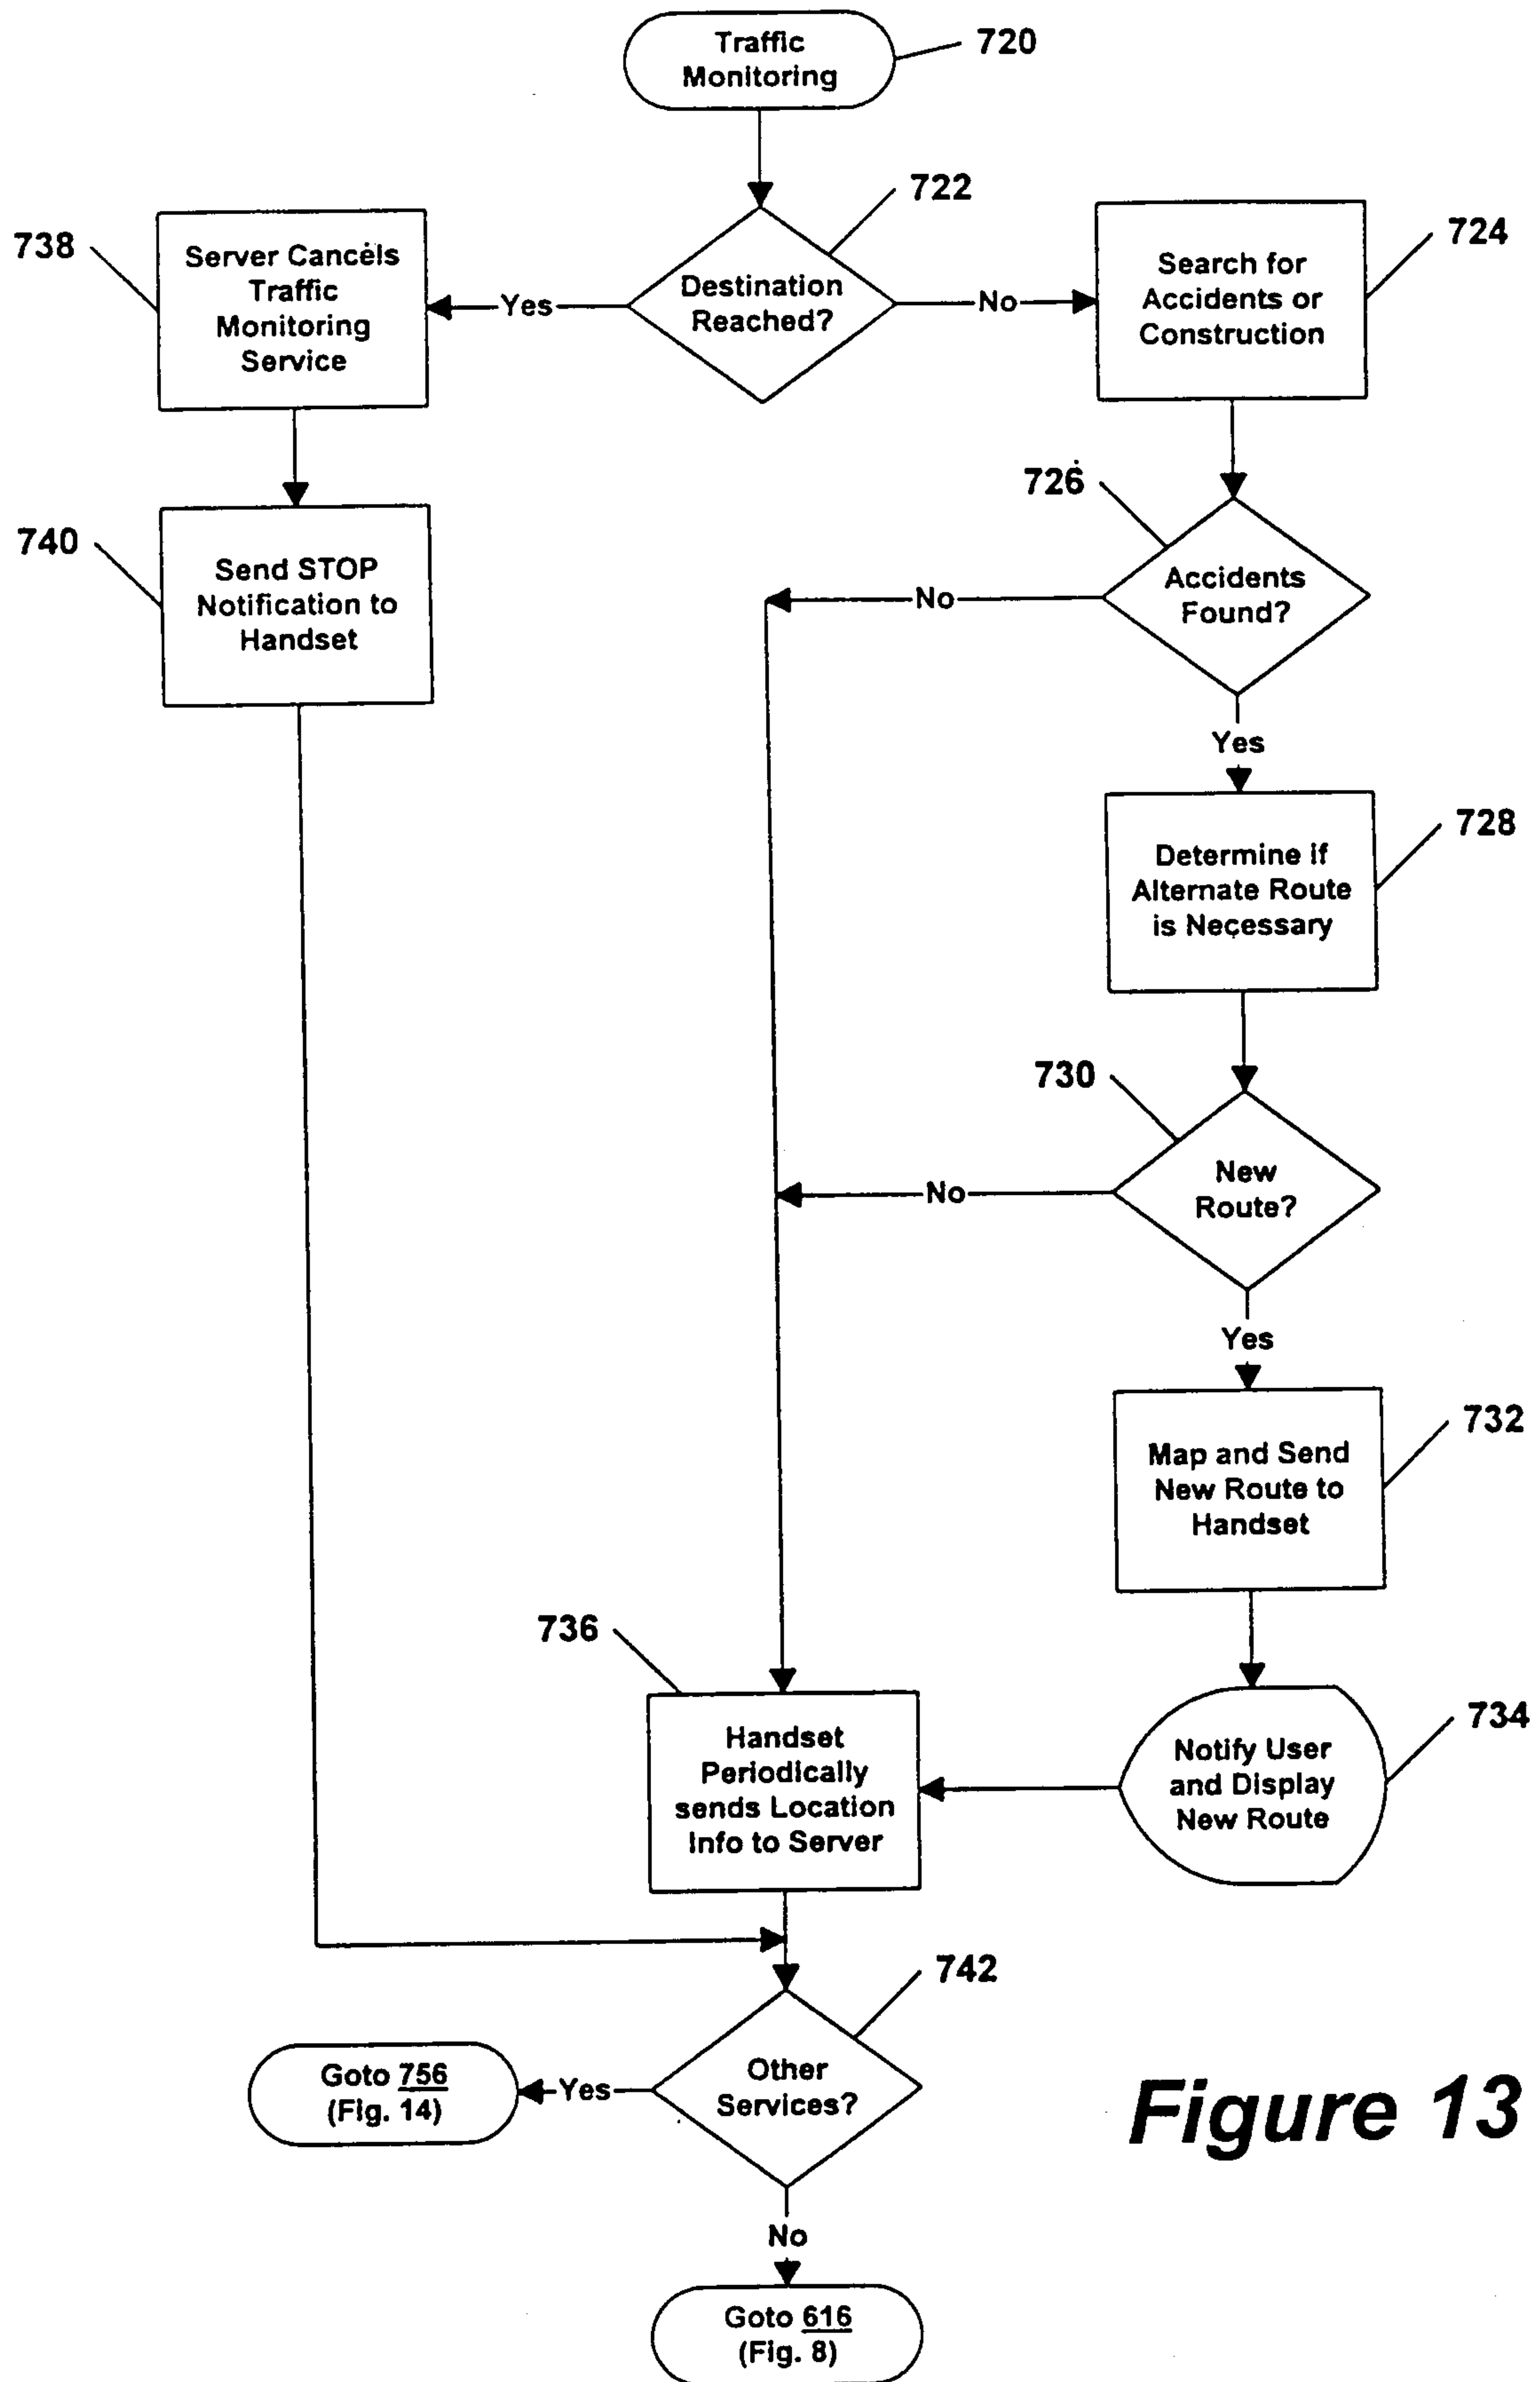 Traffic
Monitoring
720
722
Destination
Reached?
Yes
No
738
Server Cancels
Traffic
Monitoring
Service
724
Search for
Accidents or
Construction
740
Send STOP
Notification to
Handset
726
Accidents
Found?
No
Yes
728
Determine if
Alternate Route
is Necessary
730
New
Route?
No
Yes
732
Map and Send
New Route to
Handset
734
Notify User
and Display
New Route
736
Handset
Periodically
sends Location
Info to Server
742
Other
Services?
Yes
Goto 756
(Fig. 14)
No
Goto 616
(Fig. 8)
Figure 13